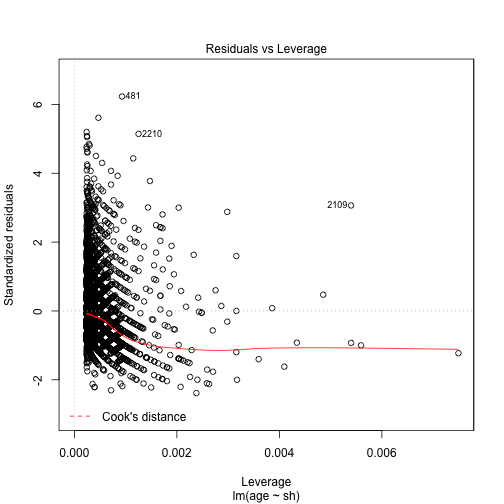 Residuals vs Leverage
Standardized residuals
6
4
2
0
-2
481
2210
2109
Cook's distance
0.000
0.002
0.004
0.006
Leverage
lm(age ~ sh)